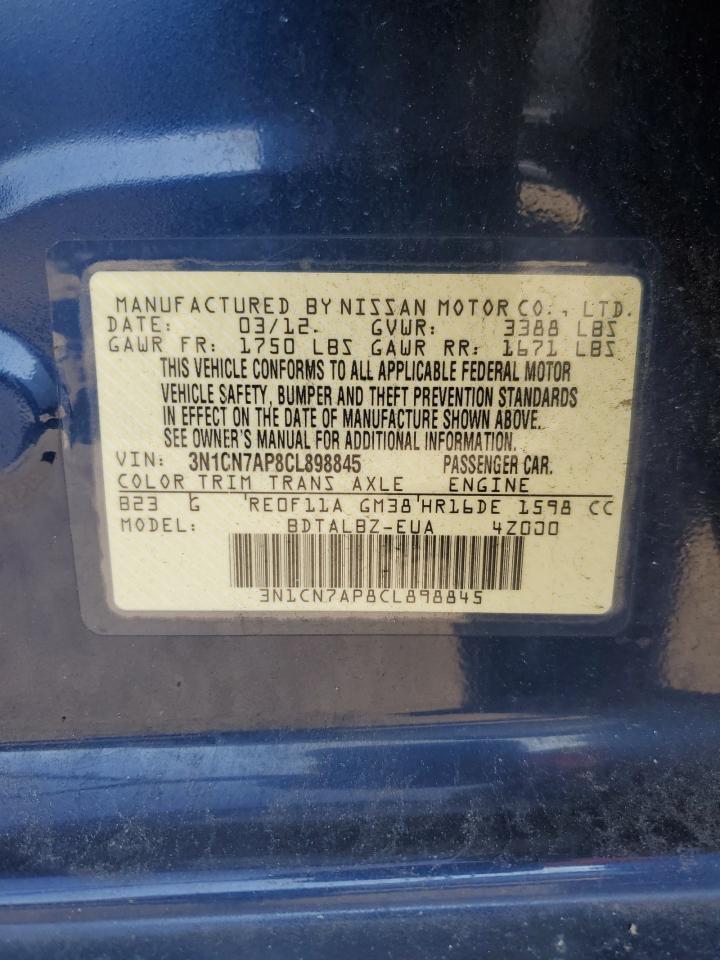 MANUFACTURED BY NISSAN MOTOR CO., LTD.
DATE: 03/12. GVWR: 3388 LBS
GAWR FR: 1750 LBS GAWR RR: 1671 LBS
THIS VEHICLE CONFORMS TO ALL APPLICABLE FEDERAL MOTOR
VEHICLE SAFETY, BUMPER AND THEFT PREVENTION STANDARDS
IN EFFECT ON THE DATE OF MANUFACTURE SHOWN ABOVE.
SEE OWNER'S MANUAL FOR ADDITIONAL INFORMATION.
VIN: 3N1CN7AP8CL898845 PASSENGER CAR.
COLOR TRIM TRANS AXLE ENGINE
B23 G 'RE0F11A GM38'HR16DE 1598 CC
MODEL: BDTALBZ-EUA 4Z000
3N1CN7AP8CL898845